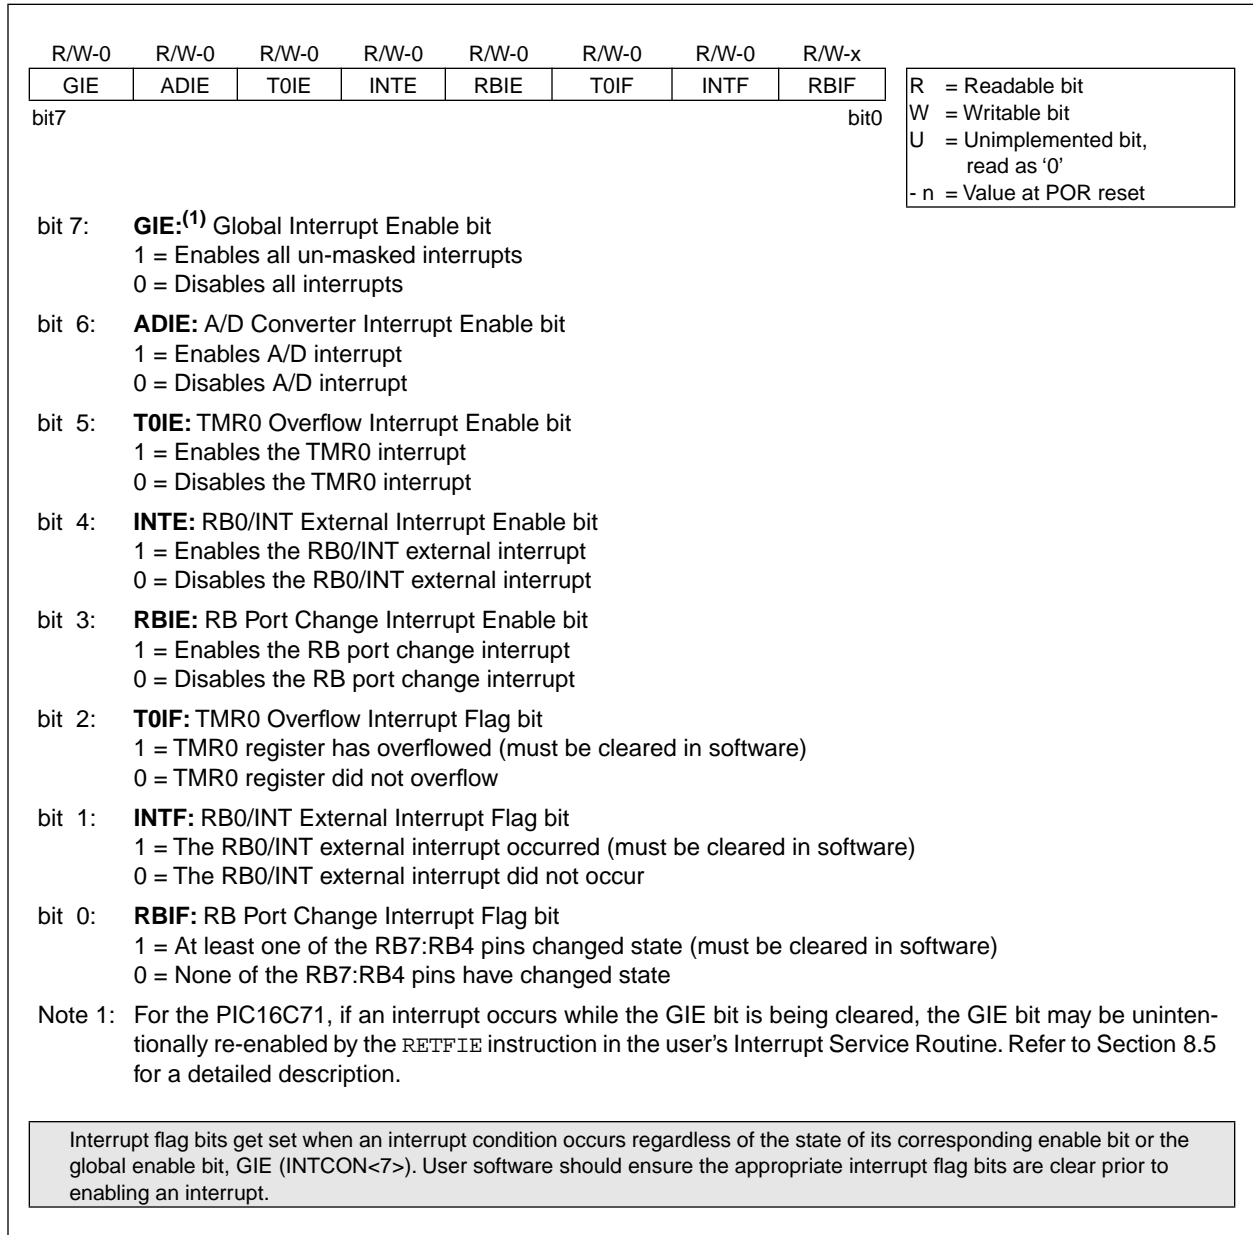 R/W-0 R/W-0 R/W-0 R/W-0 R/W-0 R/W-0 R/W-0 R/W-x
GIE ADIE T0IE INTE RBIE T0IF INTF RBIF
bit7 bit0
R = Readable bit
W = Writable bit
U = Unimplemented bit,
read as ‘0’
- n = Value at POR reset
bit 7: GIE:(1) Global Interrupt Enable bit
1 = Enables all un-masked interrupts
0 = Disables all interrupts
bit 6: ADIE: A/D Converter Interrupt Enable bit
1 = Enables A/D interrupt
0 = Disables A/D interrupt
bit 5: T0IE: TMR0 Overflow Interrupt Enable bit
1 = Enables the TMR0 interrupt
0 = Disables the TMR0 interrupt
bit 4: INTE: RB0/INT External Interrupt Enable bit
1 = Enables the RB0/INT external interrupt
0 = Disables the RB0/INT external interrupt
bit 3: RBIE: RB Port Change Interrupt Enable bit
1 = Enables the RB port change interrupt
0 = Disables the RB port change interrupt
bit 2: T0IF: TMR0 Overflow Interrupt Flag bit
1 = TMR0 register has overflowed (must be cleared in software)
0 = TMR0 register did not overflow
bit 1: INTF: RB0/INT External Interrupt Flag bit
1 = The RB0/INT external interrupt occurred (must be cleared in software)
0 = The RB0/INT external interrupt did not occur
bit 0: RBIF: RB Port Change Interrupt Flag bit
1 = At least one of the RB7:RB4 pins changed state (must be cleared in software)
0 = None of the RB7:RB4 pins have changed state
Note 1: For the PIC16C71, if an interrupt occurs while the GIE bit is being cleared, the GIE bit may be uninten-
tionally re-enabled by the RETFIE instruction in the user’s Interrupt Service Routine. Refer to Section 8.5
for a detailed description.
Interrupt flag bits get set when an interrupt condition occurs regardless of the state of its corresponding enable bit or the
global enable bit, GIE (INTCON<7>). User software should ensure the appropriate interrupt flag bits are clear prior to
enabling an interrupt.